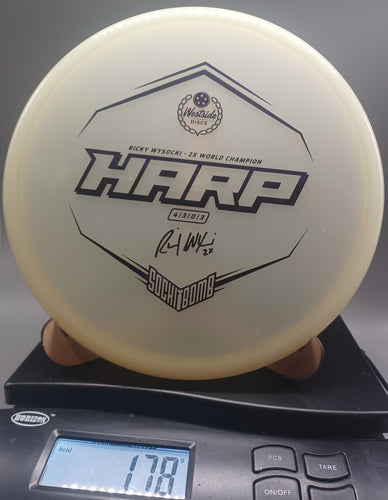 Westside
DISCS
RICKY WYSOCKI - 2X WORLD CHAMPION
HARP
4|3|0|3
2X
SOCKIBOMB
HORIZON
hold
178 g
PCS
TARE
ON/OFF